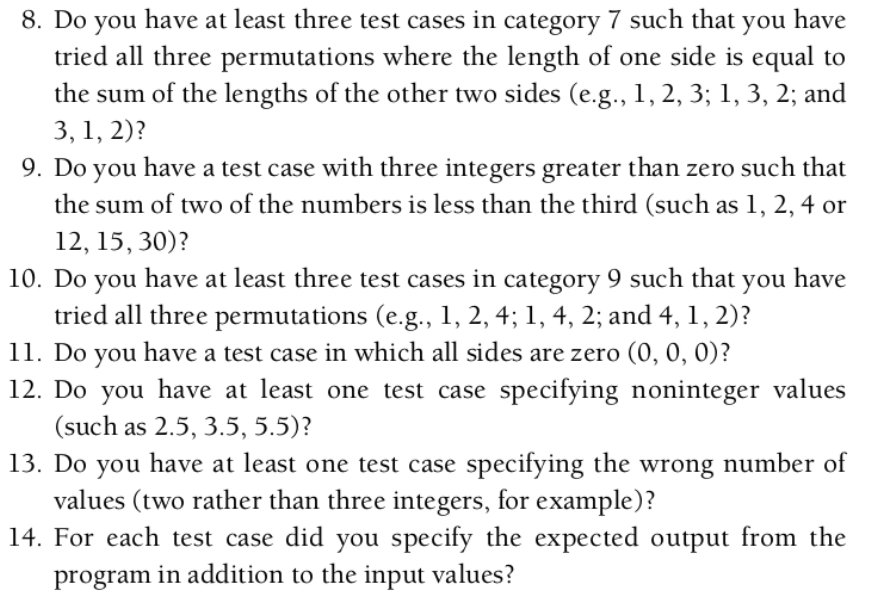 8. Do you have at least three test cases in category 7 such that you have
tried all three permutations where the length of one side is equal to
the sum of the lengths of the other two sides (e.g., 1, 2, 3; 1, 3, 2; and
3, 1, 2)?
9. Do you have a test case with three integers greater than zero such that
the sum of two of the numbers is less than the third (such as 1, 2, 4 or
12, 15, 30)?
10. Do you have at least three test cases in category 9 such that you have
tried all three permutations (e.g., 1, 2, 4; 1, 4, 2; and 4, 1, 2)?
11. Do you have a test case in which all sides are zero (0, 0, 0)?
12. Do you have at least one test case specifying noninteger values
(such as 2.5, 3.5, 5.5)?
13. Do you have at least one test case specifying the wrong number of
values (two rather than three integers, for example)?
14. For each test case did you specify the expected output from the
program in addition to the input values?